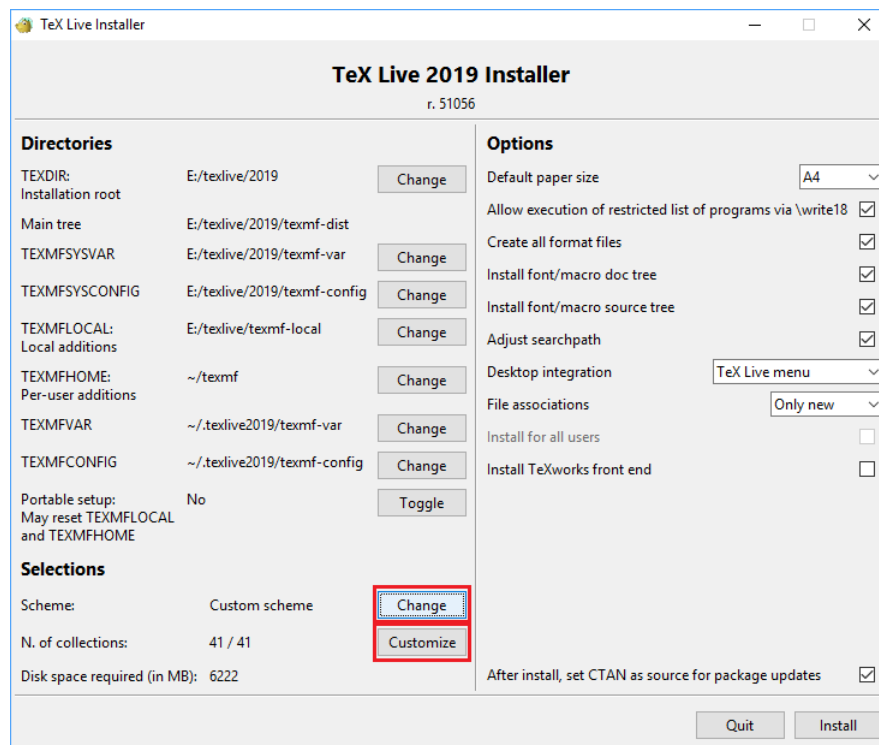 TeX Live Installer
TeX Live 2019 Installer
r. 51056
Directories
TEXDIR: E:/texlive/2019 Change
Installation root
Main tree E:/texlive/2019/texmf-dist
TEXMFSYSVAR E:/texlive/2019/texmf-var Change
TEXMFSYSCONFIG E:/texlive/2019/texmf-config Change
TEXMFLOCAL: E:/texlive/texmf-local Change
Local additions
TEXMFHOME: ~/texmf Change
Per-user additions
TEXMFVAR ~/.texlive2019/texmf-var Change
TEXMFCONFIG ~/.texlive2019/texmf-config Change
Portable setup: No Toggle
May reset TEXMFLOCAL
and TEXMFHOME
Selections
Scheme: Custom scheme Change
N. of collections: 41 / 41 Customize
Disk space required (in MB): 6222
Options
Default paper size A4
Allow execution of restricted list of programs via \write18
Create all format files
Install font/macro doc tree
Install font/macro source tree
Adjust searchpath
Desktop integration TeX Live menu
File associations Only new
Install for all users
Install TeXworks front end
After install, set CTAN as source for package updates
Quit Install